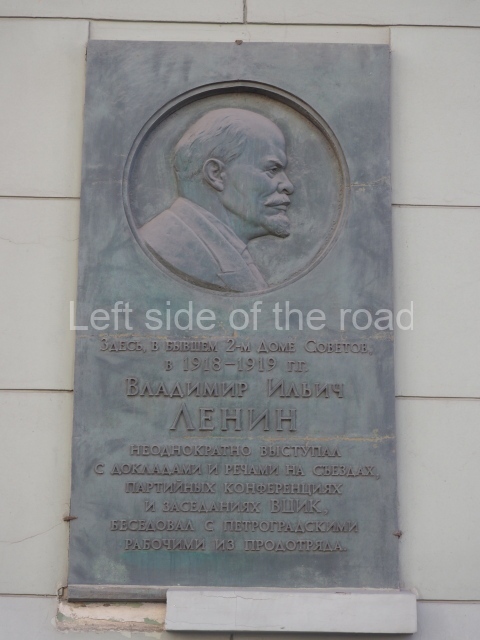 Left side of the road
Здесь, в бывшем 2-м Доме Советов,
в 1918-1919 гг.
Владимир Ильич
ЛЕНИН
неоднократно выступал
с докладами и речами на съездах,
партийных конференциях
и заседаниях ВЦИК,
беседовал с петроградскими
рабочими из продотряда.